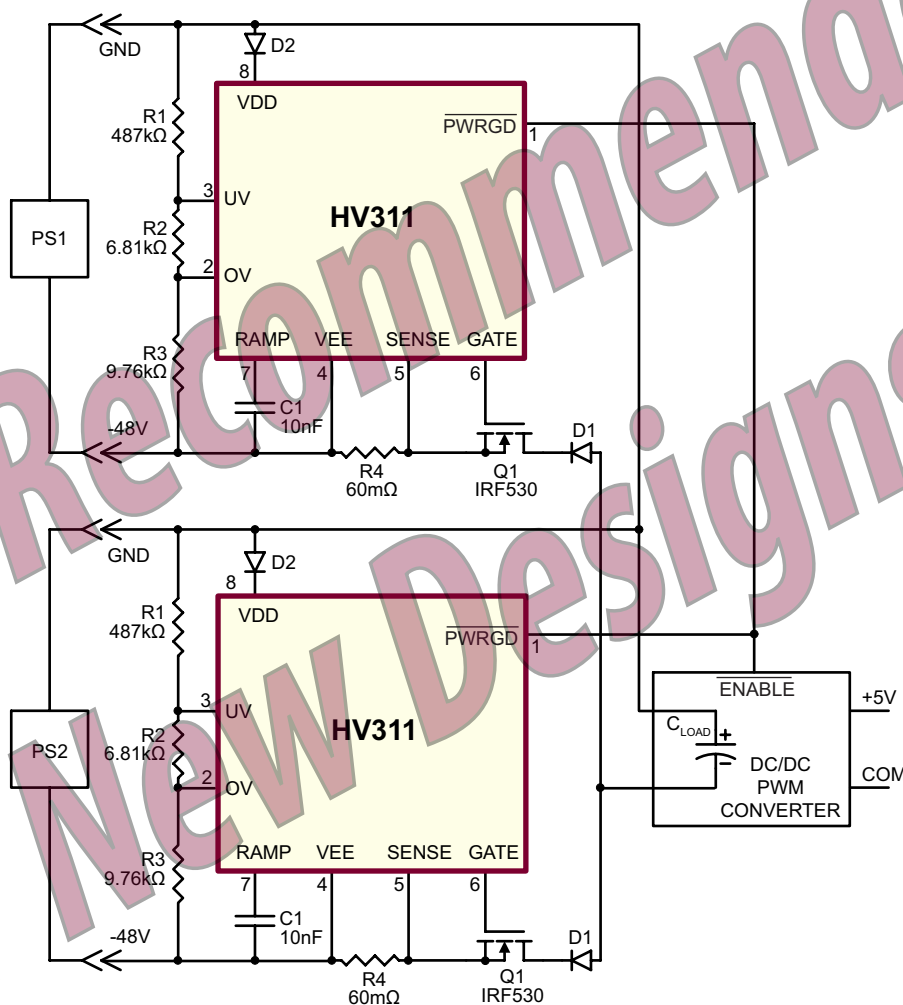 GND
D2
8
VDD
R1
487kΩ
PWRGD
1
3
UV
HV311
PS1
R2
6.81kΩ
2
OV
RAMP
VEE
SENSE
GATE
R3
9.76kΩ
7
4
5
6
C1
10nF
-48V
D1
R4
60mΩ
Q1
IRF530
GND
D2
8
VDD
R1
487kΩ
PWRGD
1
ENABLE
+5V
3
UV
HV311
CLOAD
+
-
PS2
R2
6.81kΩ
2
OV
DC/DC
PWM
CONVERTER
COM
RAMP
VEE
SENSE
GATE
R3
9.76kΩ
7
4
5
6
C1
10nF
-48V
D1
R4
60mΩ
Q1
IRF530
Recommend
New Designs